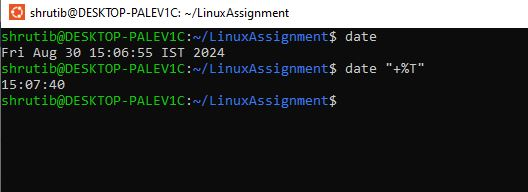 shrutib@DESKTOP-PALEV1C: ~/LinuxAssignment
shrutib@DESKTOP-PALEV1C:~/LinuxAssignment$ date
Fri Aug 30 15:06:55 IST 2024
shrutib@DESKTOP-PALEV1C:~/LinuxAssignment$ date "+%T"
15:07:40
shrutib@DESKTOP-PALEV1C:~/LinuxAssignment$